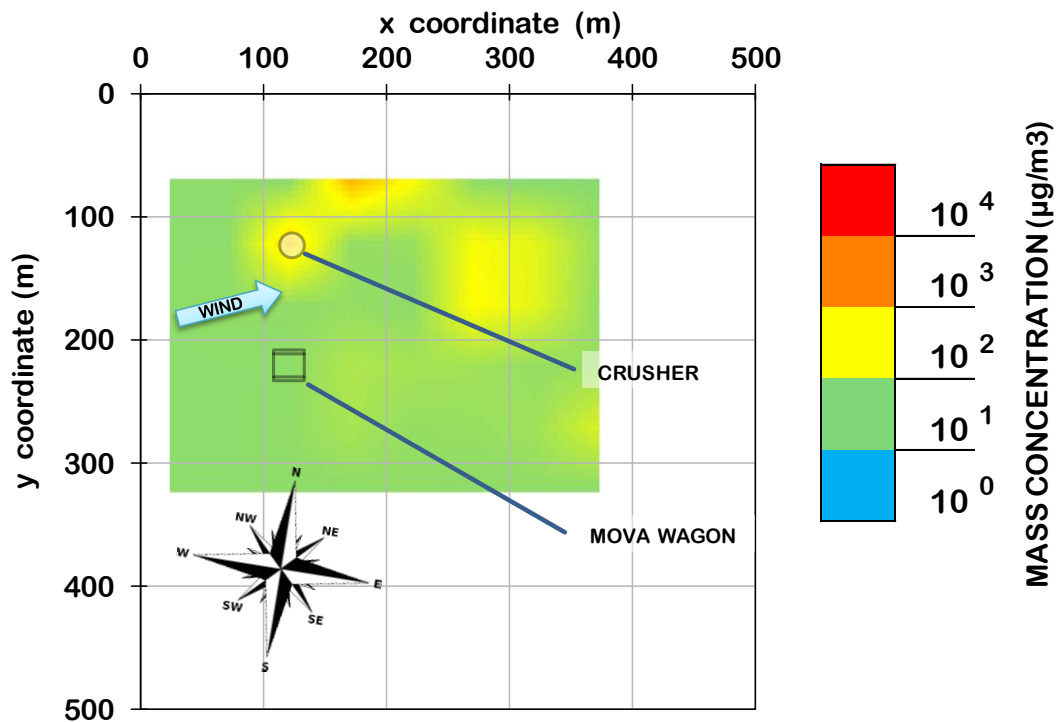 x coordinate (m)
0 100 200 300 400 500
0
100
200
300
400
500
y coordinate (m)
WIND
CRUSHER
MOVA WAGON
N
NW
NE
W
E
SW
SE
S
10 4
10 3
10 2
10 1
10 0
MASS CONCENTRATION (µg/m3)